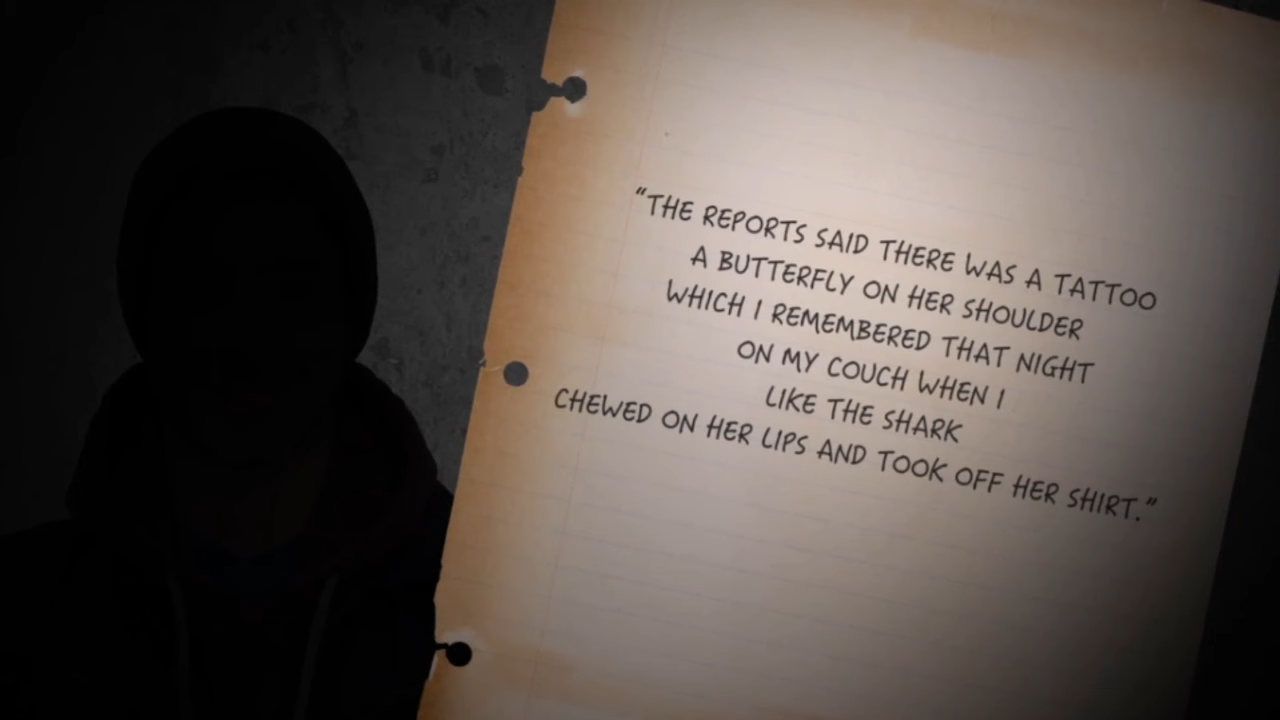 “THE REPORTS SAID THERE WAS A TATTOO
A BUTTERFLY ON HER SHOULDER
WHICH I REMEMBERED THAT NIGHT
ON MY COUCH WHEN I
LIKE THE SHARK
CHEWED ON HER LIPS AND TOOK OFF HER SHIRT.”